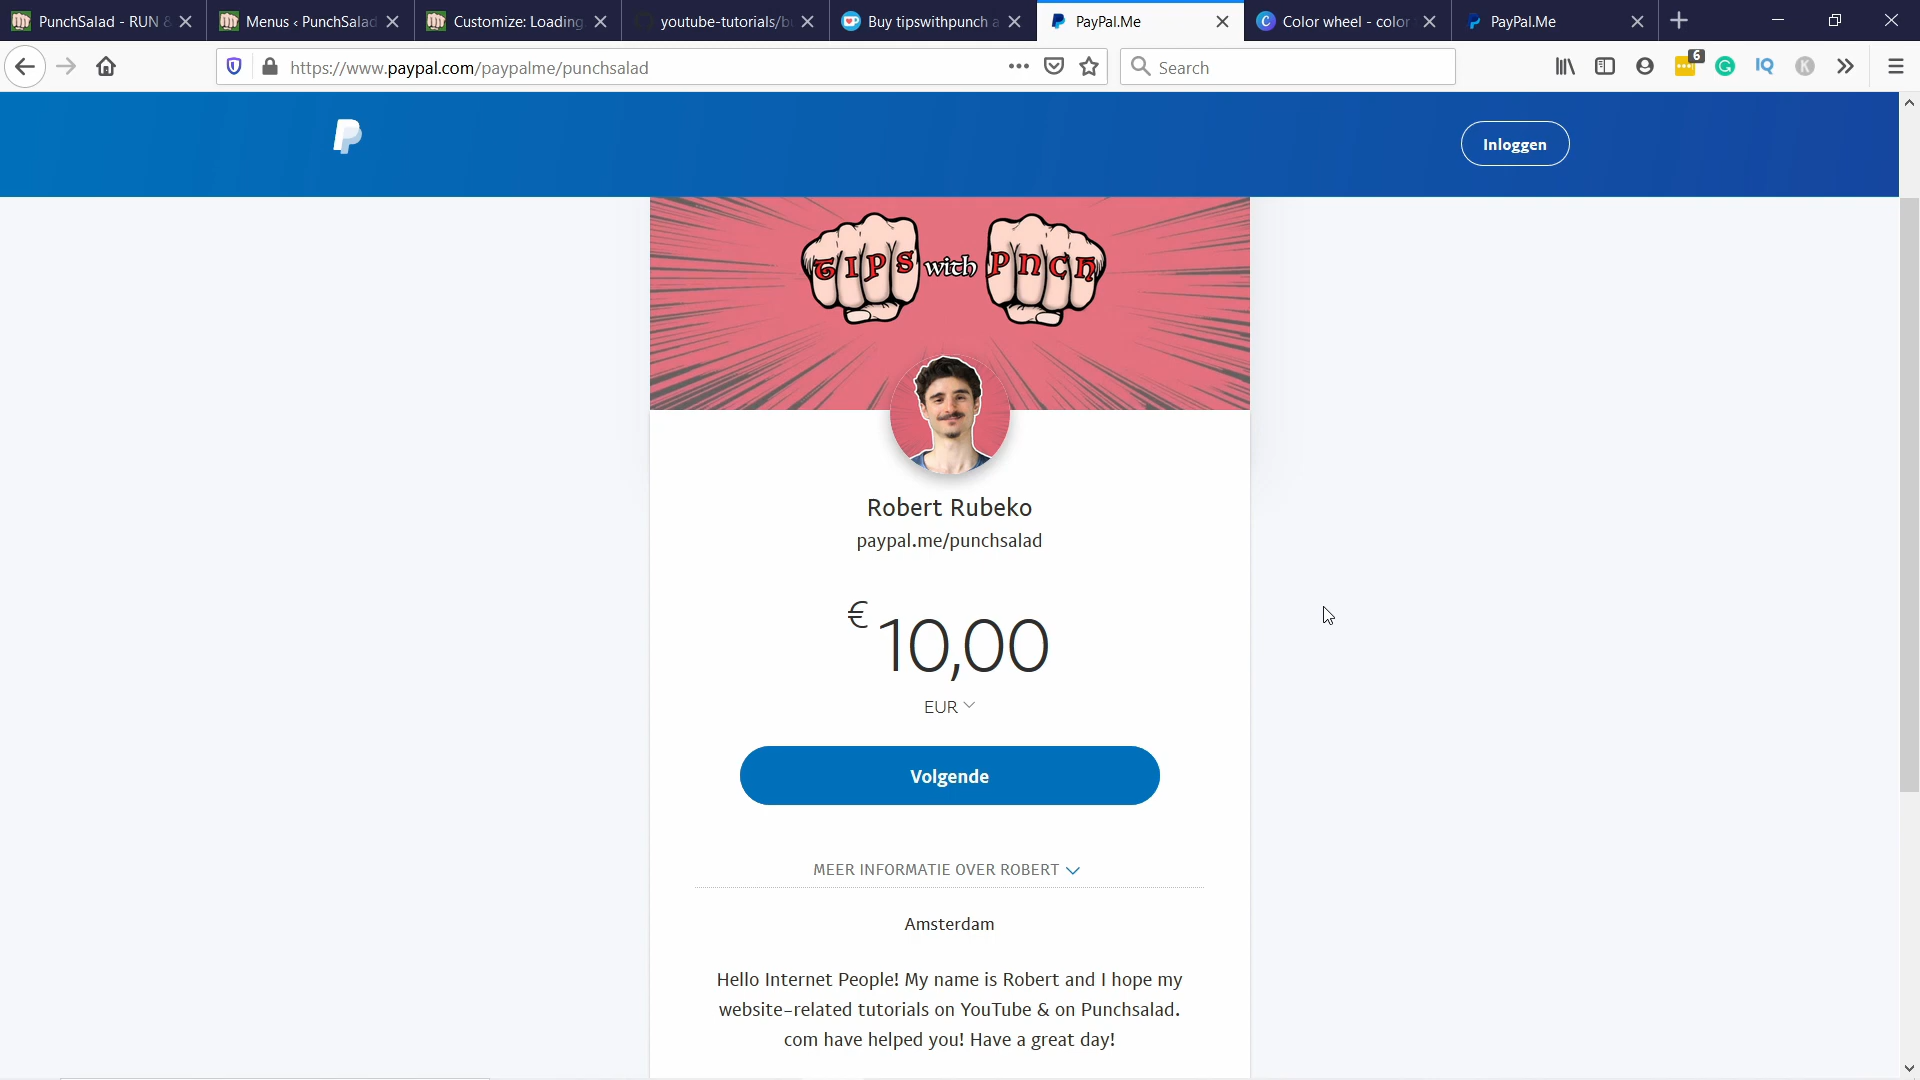 PunchSalad - RUN &
Menus ‹ PunchSalad
Customize: Loading
youtube-tutorials/bu
Buy tipswithpunch a
PayPal.Me
Color wheel - color
PayPal.Me
https://www.paypal.com/paypalme/punchsalad
Search
6
Inloggen
TIPS with PNCH
Robert Rubeko
paypal.me/punchsalad
€ 10,00
EUR
Volgende
MEER INFORMATIE OVER ROBERT
Amsterdam
Hello Internet People! My name is Robert and I hope my
website-related tutorials on YouTube & on Punchsalad.
com have helped you! Have a great day!